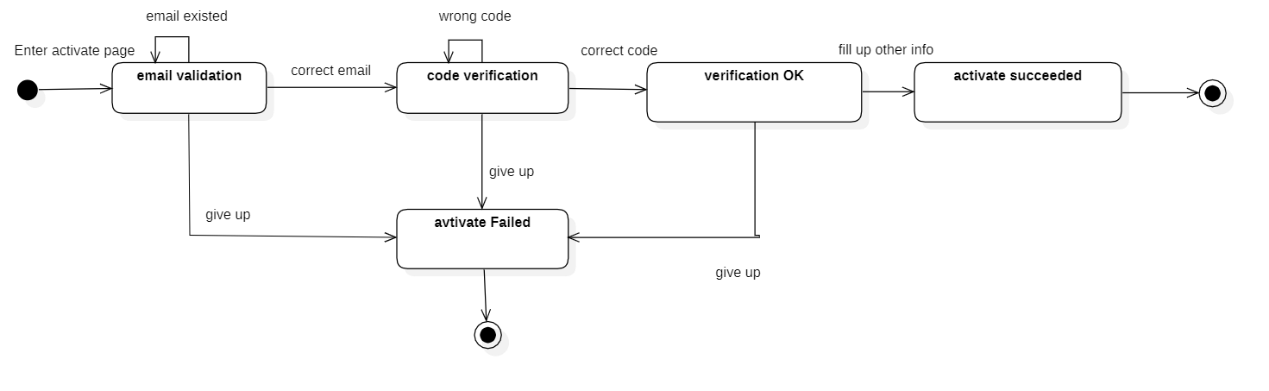 email existed
wrong code
Enter activate page
correct code
fill up other info
email validation
correct email
code verification
verification OK
activate succeeded
give up
give up
avtivate Failed
give up